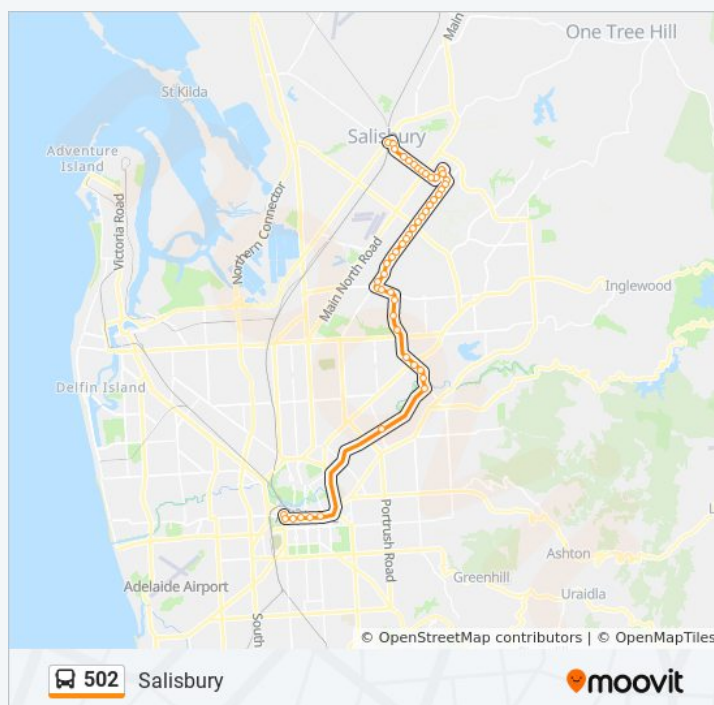 Main
One Tree Hill
St Kilda
Salisbury
Adventure
Island
Victoria Road
Northern Connector
Main North Road
Inglewood
Delfin Island
Portrush Road
L
Ashton
Adelaide Airport
Greenhill
South
Uraidla
© OpenStreetMap contributors | © OpenMapTiles
502 Salisbury
moovit